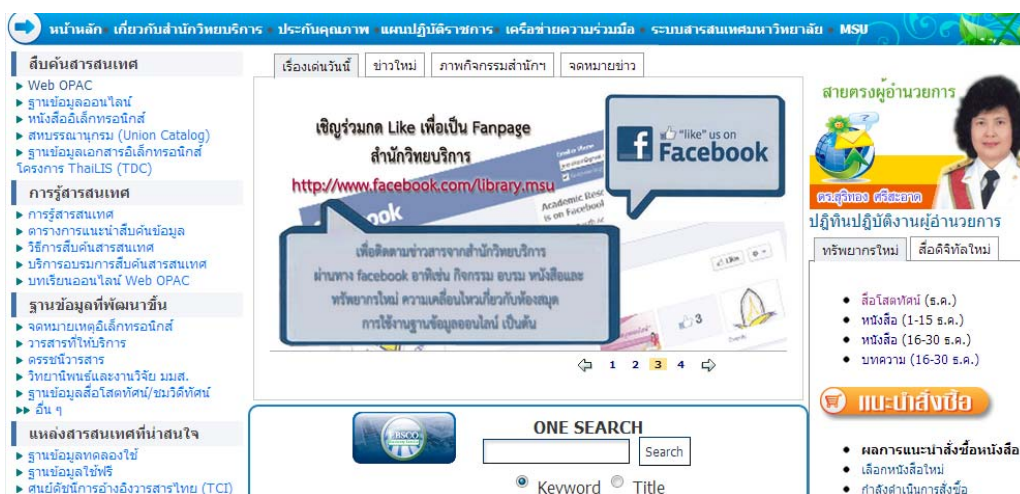 หน้าหลัก เกี่ยวกับสำนักวิทยบริการ ประกันคุณภาพ แผนปฏิบัติราชการ เครือข่ายความร่วมมือ ระบบสารสนเทศมหาวิทยาลัย MSU
สืบค้นสารสนเทศ
Web OPAC
ฐานข้อมูลออนไลน์
หนังสืออิเล็กทรอนิกส์
สหบรรณานุกรม (Union Catalog)
ฐานข้อมูลเอกสารอิเล็กทรอนิกส์
โครงการ ThaiLIS (TDC)
การรู้สารสนเทศ
การรู้สารสนเทศ
ตารางการแนะนำสืบค้นข้อมูล
วิธีการสืบค้นสารสนเทศ
บริการอบรมการสืบค้นสารสนเทศ
บทเรียนออนไลน์ Web OPAC
ฐานข้อมูลที่พัฒนาขึ้น
จดหมายเหตุอิเล็กทรอนิกส์
วารสารที่ให้บริการ
ดรรชนีวารสาร
วิทยานิพนธ์และงานวิจัย มมส.
ฐานข้อมูลสื่อโสตทัศน์/ชมวิดีทัศน์
อื่น ๆ
แหล่งสารสนเทศที่น่าสนใจ
ฐานข้อมูลทดลองใช้
ฐานข้อมูลใช้ฟรี
ศูนย์ดัชนีการอ้างอิงวารสารไทย (TCI)
เรื่องเด่นวันนี้ ข่าวใหม่ ภาพกิจกรรมสำนักฯ จดหมายข่าว
เชิญร่วมกด Like เพื่อเป็น Fanpage
สำนักวิทยบริการ
http://www.facebook.com/library.msu
"like" us on
Facebook
ook
Academic Reso
is on Facebook
Like
เพื่อติดตามข่าวสารจากสำนักวิทยบริการ
ผ่านทาง facebook อาทิเช่น กิจกรรม อบรม หนังสือและ
ทรัพยากรใหม่ ความเคลื่อนไหวเกี่ยวกับห้องสมุด
การใช้งานฐานข้อมูลออนไลน์ เป็นต้น
3
1 2 3 4
EBSCO
ONE SEARCH
Search
Keyword Title
สายตรงผู้อำนวยการ
ดร.สุริทอง ศรีสะอาด
ปฏิทินปฏิบัติงานผู้อำนวยการ
ทรัพยากรใหม่ สื่อดิจิทัลใหม่
สื่อโสตทัศน์ (ธ.ค.)
หนังสือ (1-15 ธ.ค.)
หนังสือ (16-30 ธ.ค.)
บทความ (16-30 ธ.ค.)
แนะนำสั่งซื้อ
ผลการแนะนำสั่งซื้อหนังสือ
เลือกหนังสือใหม่
กำลังดำเนินการสั่งซื้อ